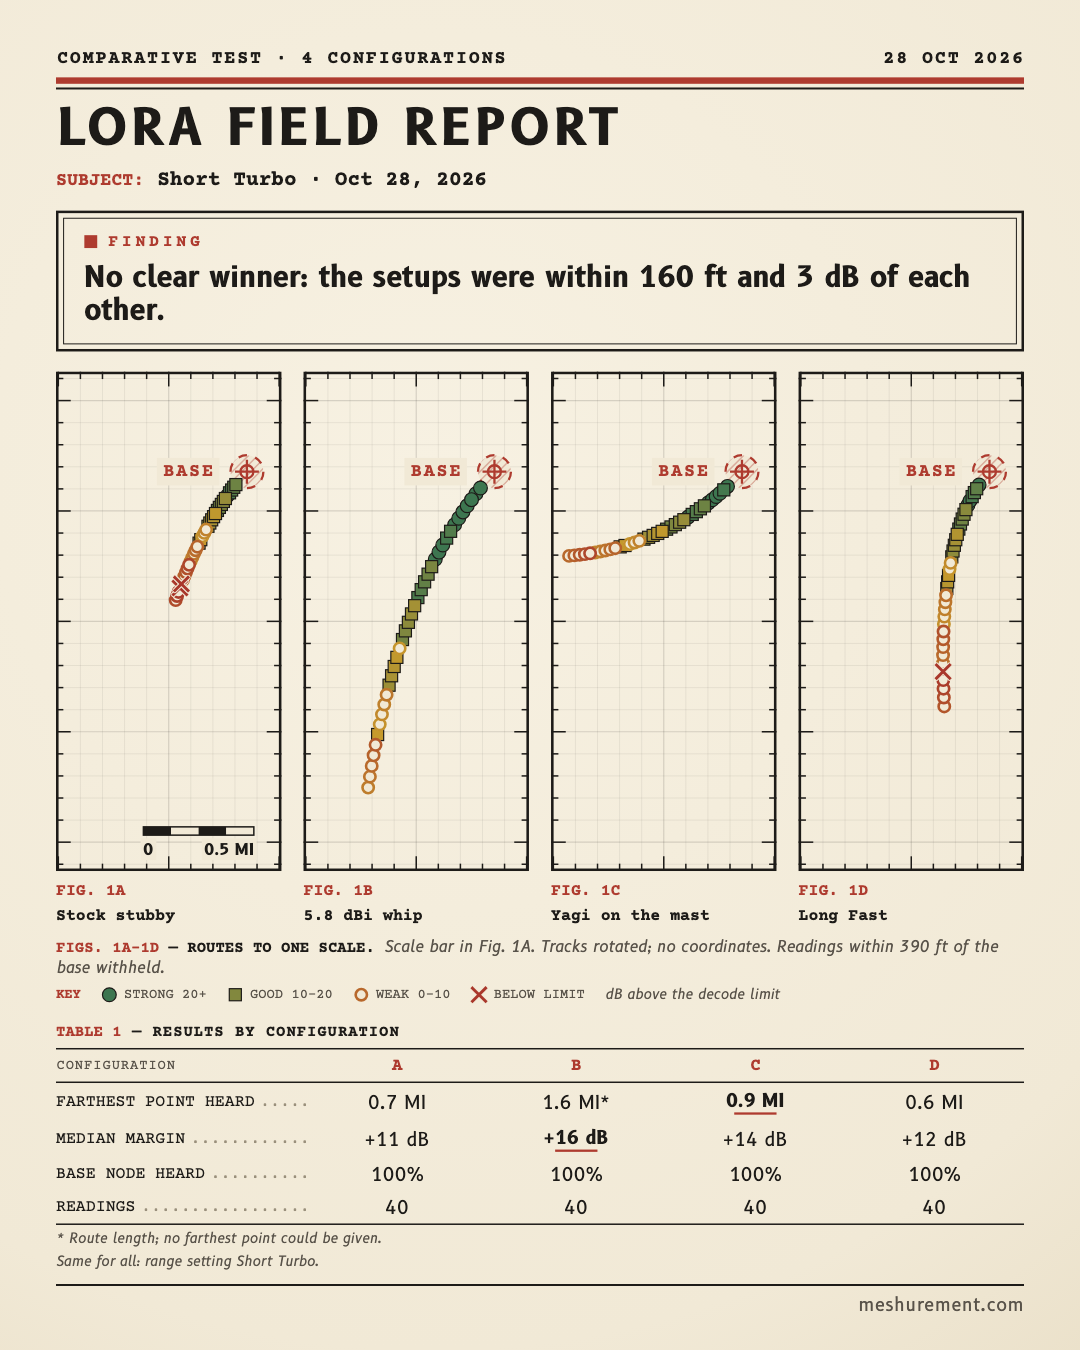 COMPARATIVE TEST · 4 CONFIGURATIONS 28 OCT 2026
LORA FIELD REPORT
SUBJECT: Short Turbo · Oct 28, 2026
FINDING
No clear winner: the setups were within 160 ft and 3 dB of each
other.
BASE BASE BASE BASE
0 0.5 MI
FIG. 1A FIG. 1B FIG. 1C FIG. 1D
Stock stubby 5.8 dBi whip Yagi on the mast Long Fast
FIGS. 1A–1D — ROUTES TO ONE SCALE. Scale bar in Fig. 1A. Tracks rotated; no coordinates. Readings within 390 ft of the
base withheld.
KEY STRONG 20+ GOOD 10–20 WEAK 0–10 BELOW LIMIT dB above the decode limit
TABLE 1 — RESULTS BY CONFIGURATION
CONFIGURATION A B C D
FARTHEST POINT HEARD ..... 0.7 MI 1.6 MI* 0.9 MI 0.6 MI
MEDIAN MARGIN ............ +11 dB +16 dB +14 dB +12 dB
BASE NODE HEARD .......... 100% 100% 100% 100%
READINGS ................. 40 40 40 40
* Route length; no farthest point could be given.
Same for all: range setting Short Turbo.
meshurement.com